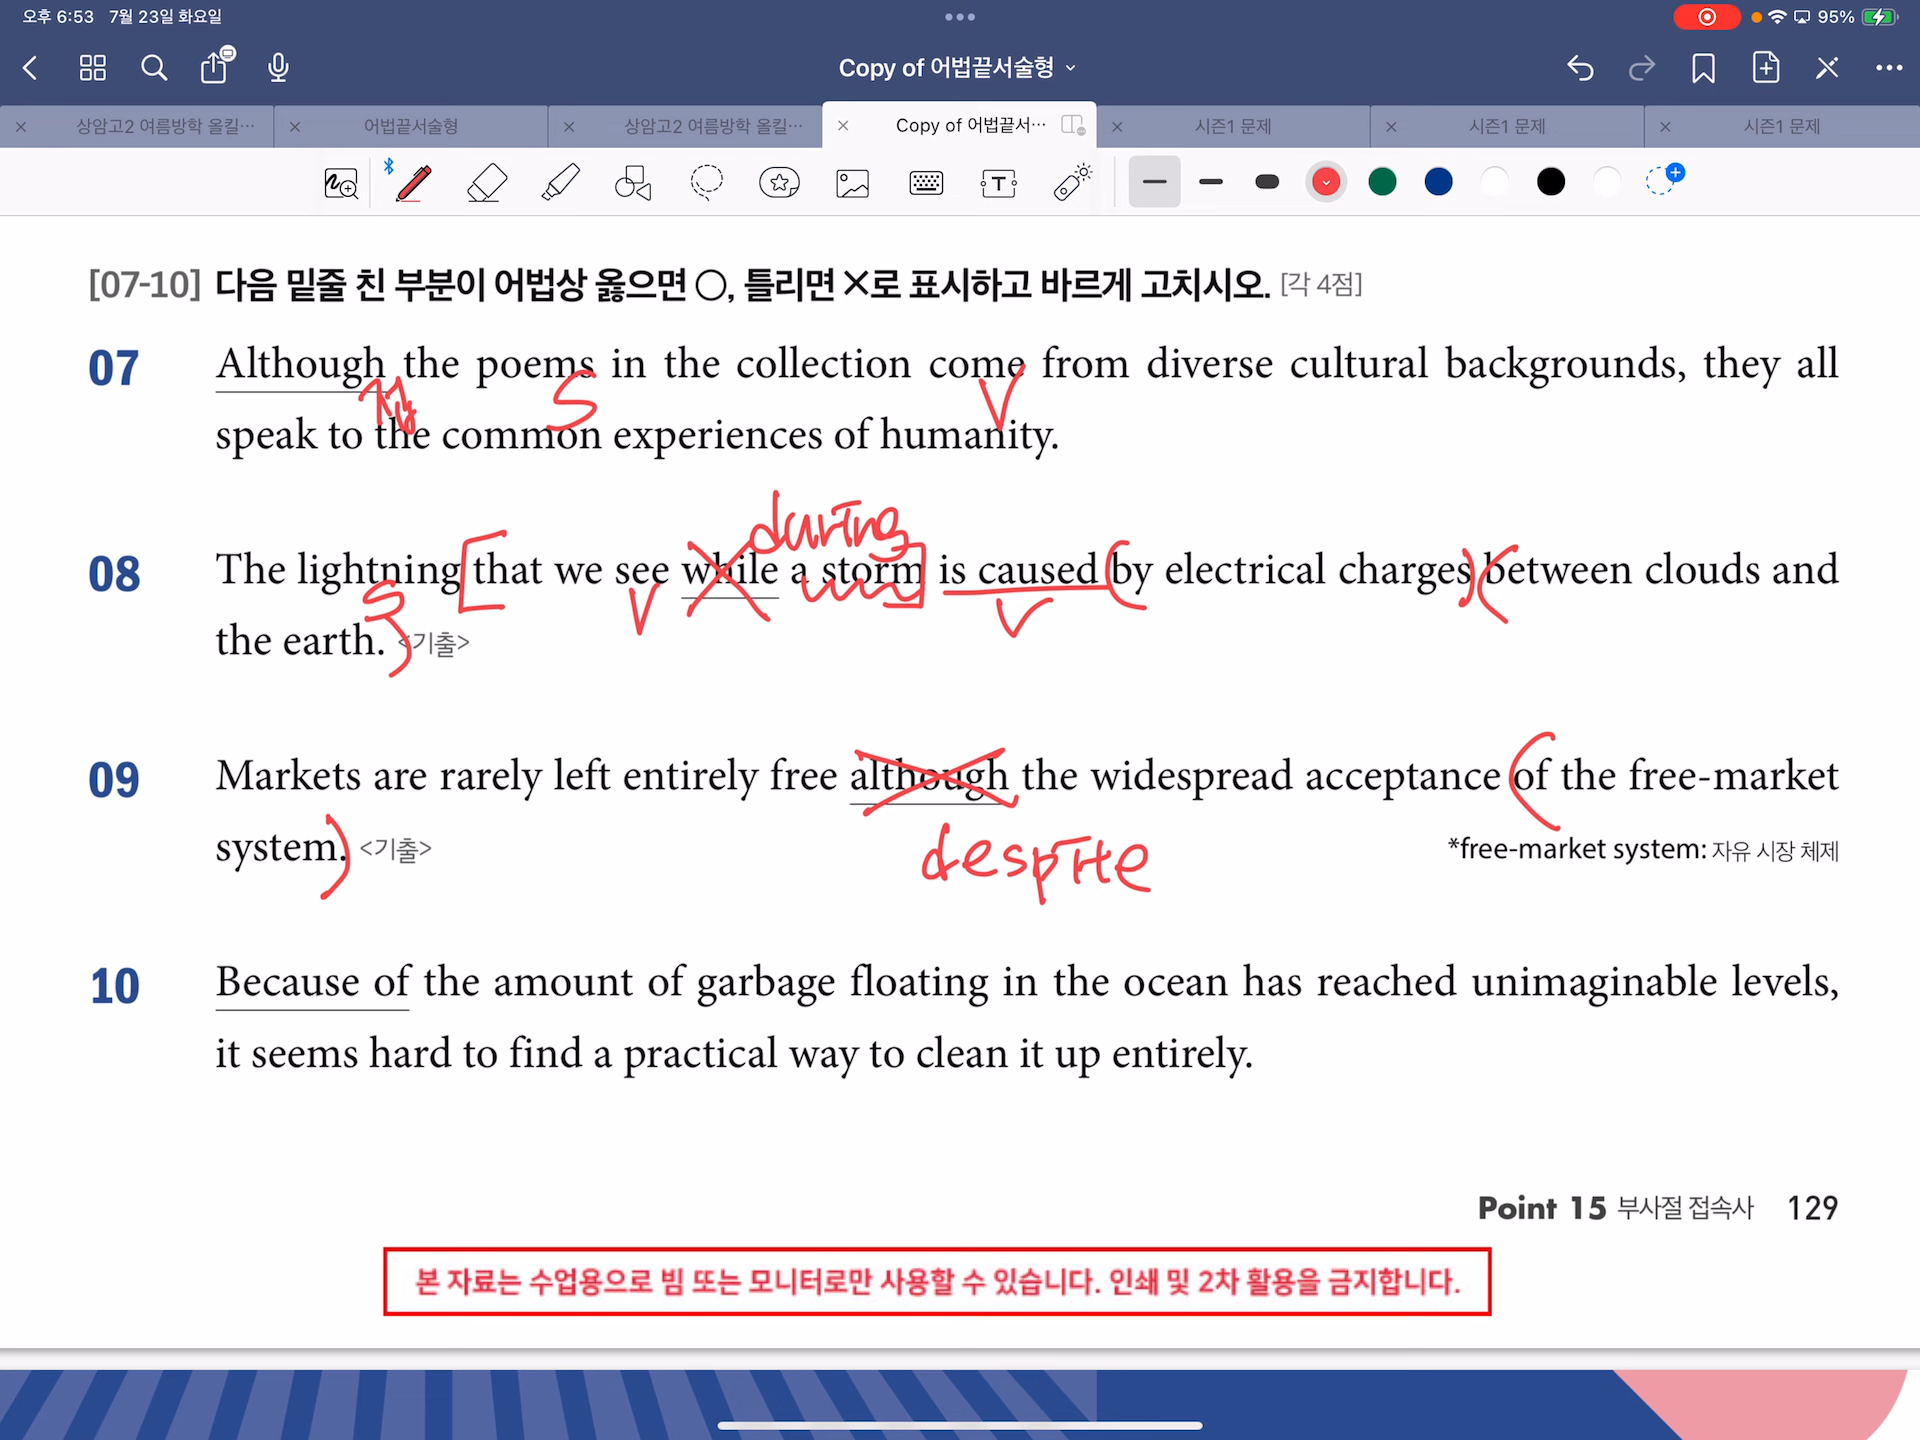 오후 6:53 7월 23일 화요일
95%
Copy of 어법끝서술형
상암고2 여름방학 올킬…
어법끝서술형
상암고2 여름방학 올킬…
Copy of 어법끝서…
시즌1 문제
시즌1 문제
시즌1 문제
[07-10] 다음 밑줄 친 부분이 어법상 옳으면 ○, 틀리면 ×로 표시하고 바르게 고치시오. [각 4점]
07 Although the poems in the collection come from diverse cultural backgrounds, they all
접 S V
speak to the common experiences of humanity.
during
08 The lightning [that we see while a storm] is caused (by electrical charges) (between clouds and
S V V
the earth.) <기출>
09 Markets are rarely left entirely free although the widespread acceptance (of the free-market
system.) <기출>
despite
*free-market system: 자유 시장 체제
10 Because of the amount of garbage floating in the ocean has reached unimaginable levels,
it seems hard to find a practical way to clean it up entirely.
Point 15 부사절 접속사 129
본 자료는 수업용으로 빔 또는 모니터로만 사용할 수 있습니다. 인쇄 및 2차 활용을 금지합니다.